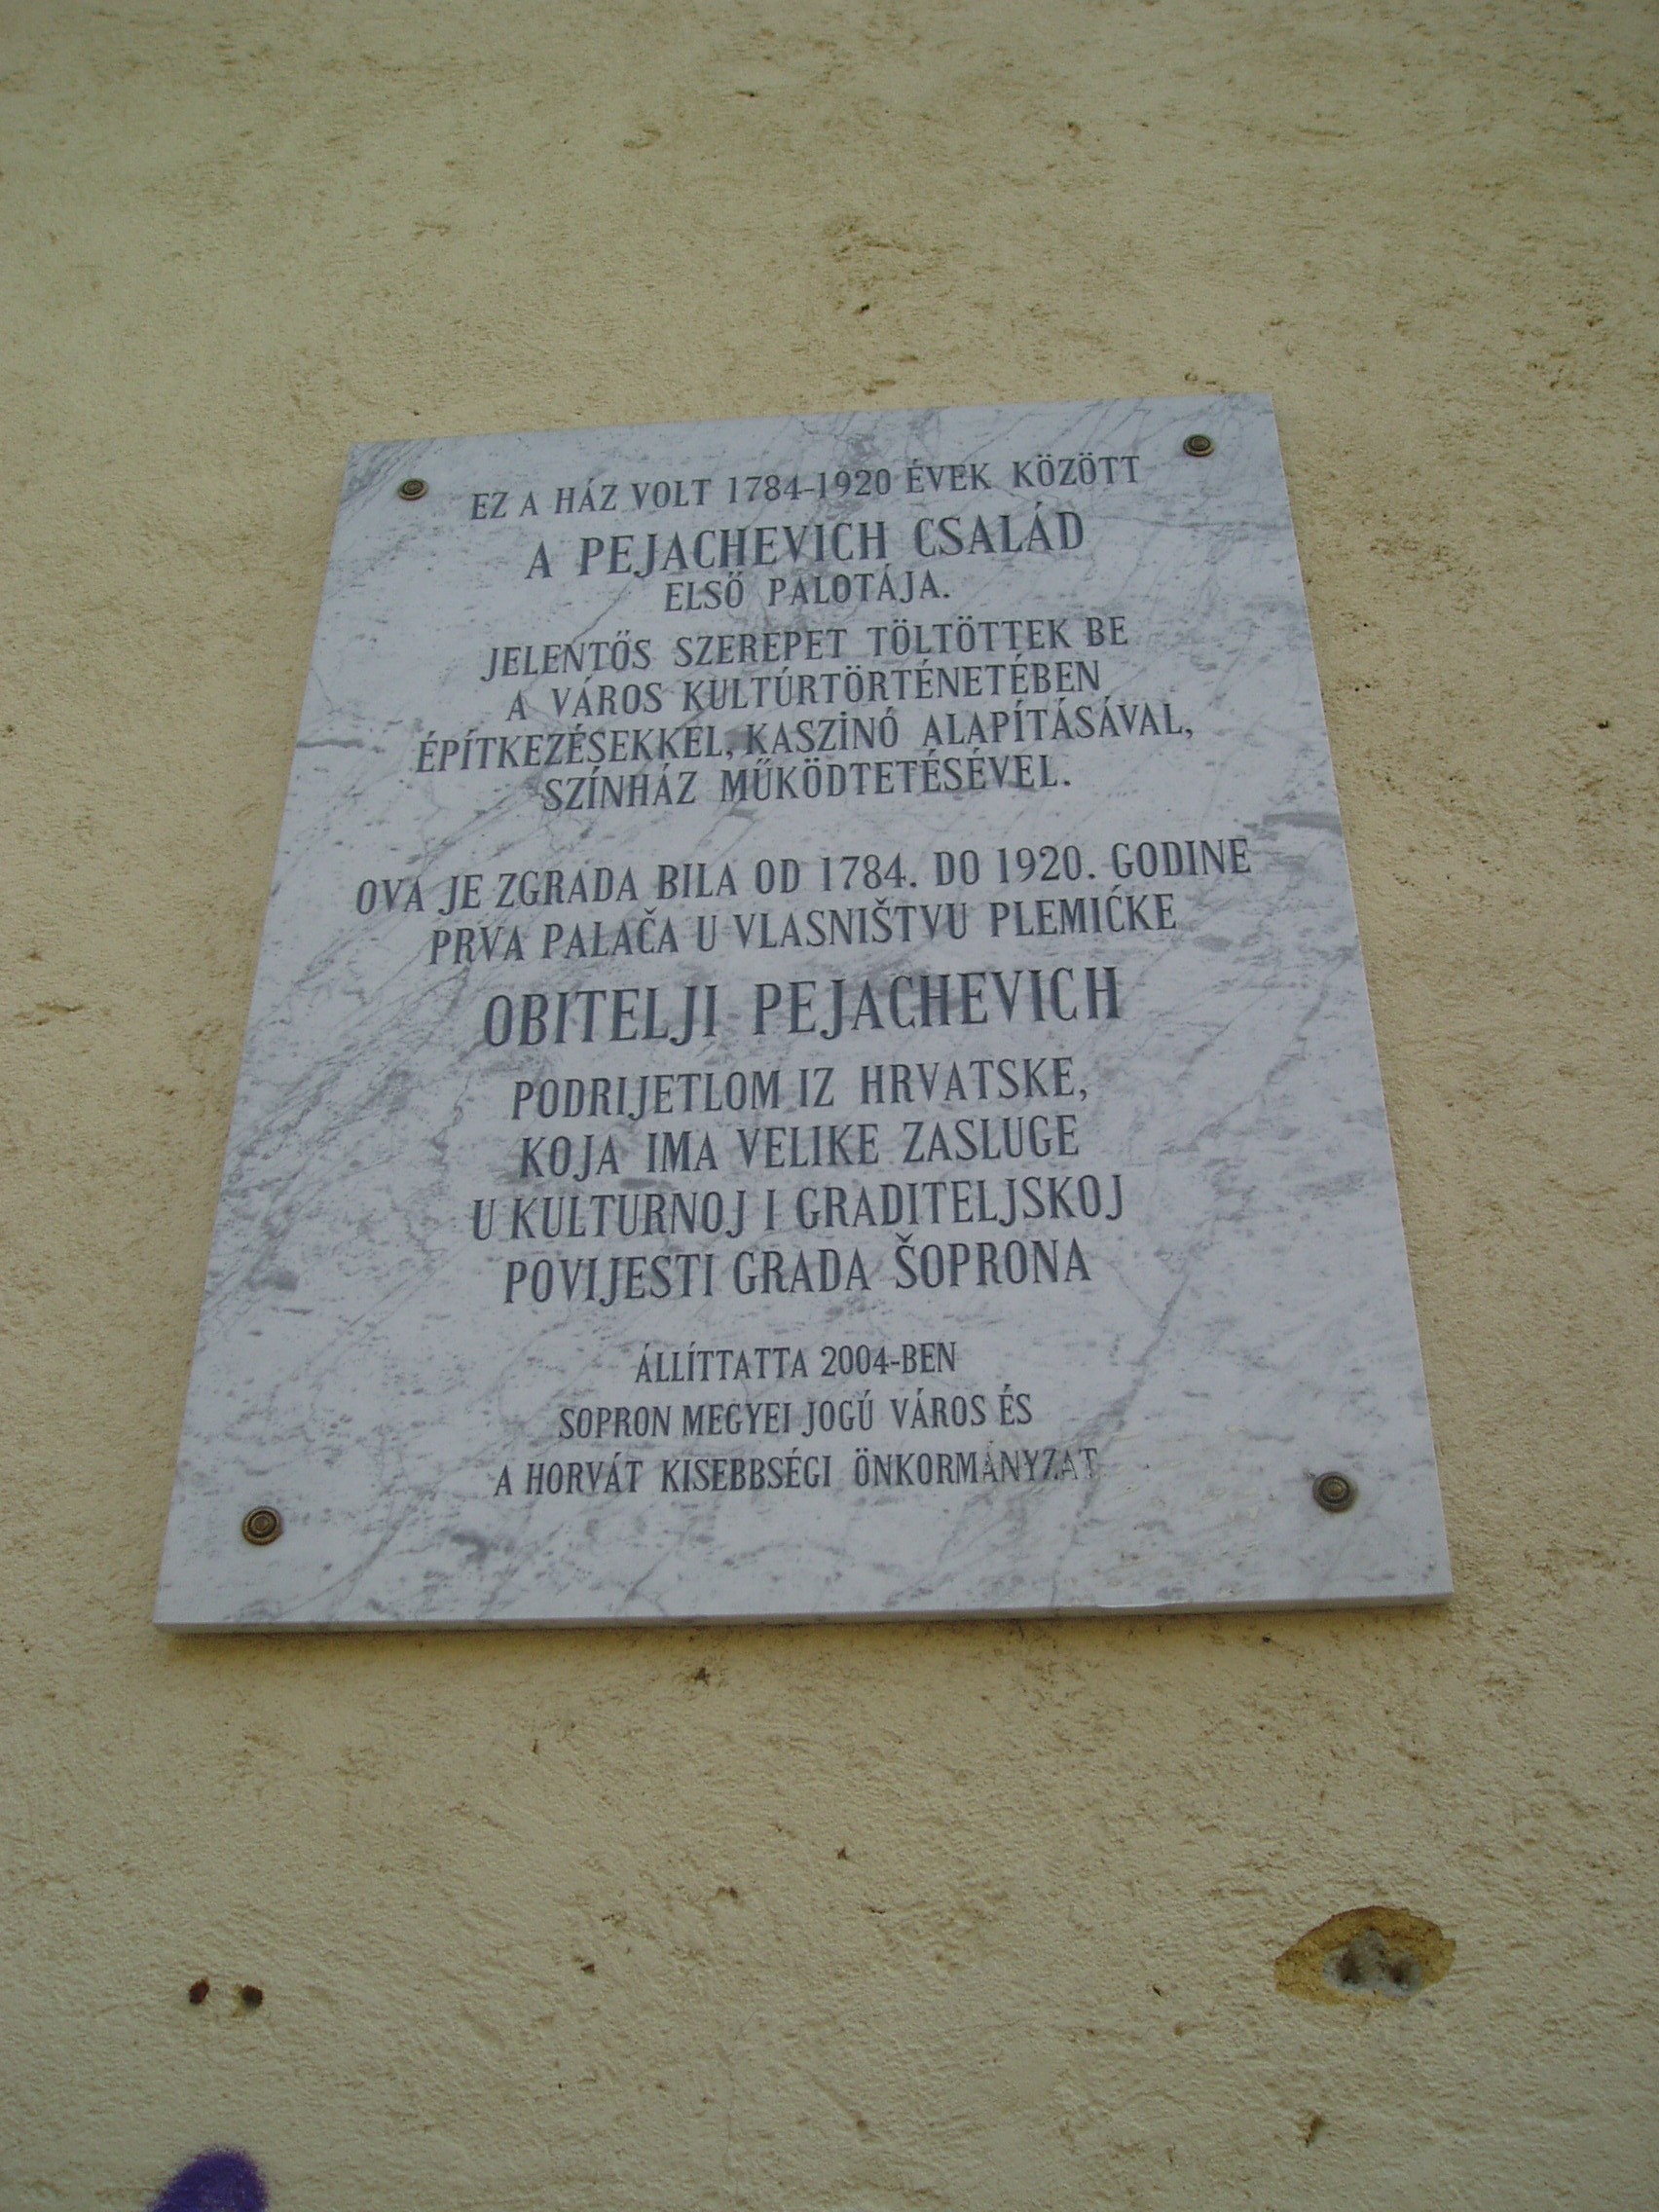 EZ A HÁZ VOLT 1784-1920 ÉVEK KÖZÖTT
A PEJACHEVICH CSALÁD
ELSŐ PALOTÁJA.
JELENTŐS SZEREPET TÖLTÖTTEK BE
A VÁROS KULTÚRTÖRTÉNETÉBEN
ÉPÍTKEZÉSEKKEL, KASZINÓ ALAPÍTÁSÁVAL,
SZÍNHÁZ MŰKÖDTETÉSÉVEL.
OVA JE ZGRADA BILA OD 1784. DO 1920. GODINE
PRVA PALAČA U VLASNIŠTVU PLEMIĆKE
OBITELJI PEJACHEVICH
PODRIJETLOM IZ HRVATSKE,
KOJA IMA VELIKE ZASLUGE
U KULTURNOJ I GRADITELJSKOJ
POVIJESTI GRADA ŠOPRONA
ÁLLÍTTATTA 2004-BEN
SOPRON MEGYEI JOGÚ VÁROS ÉS
A HORVÁT KISEBBSÉGI ÖNKORMÁNYZAT